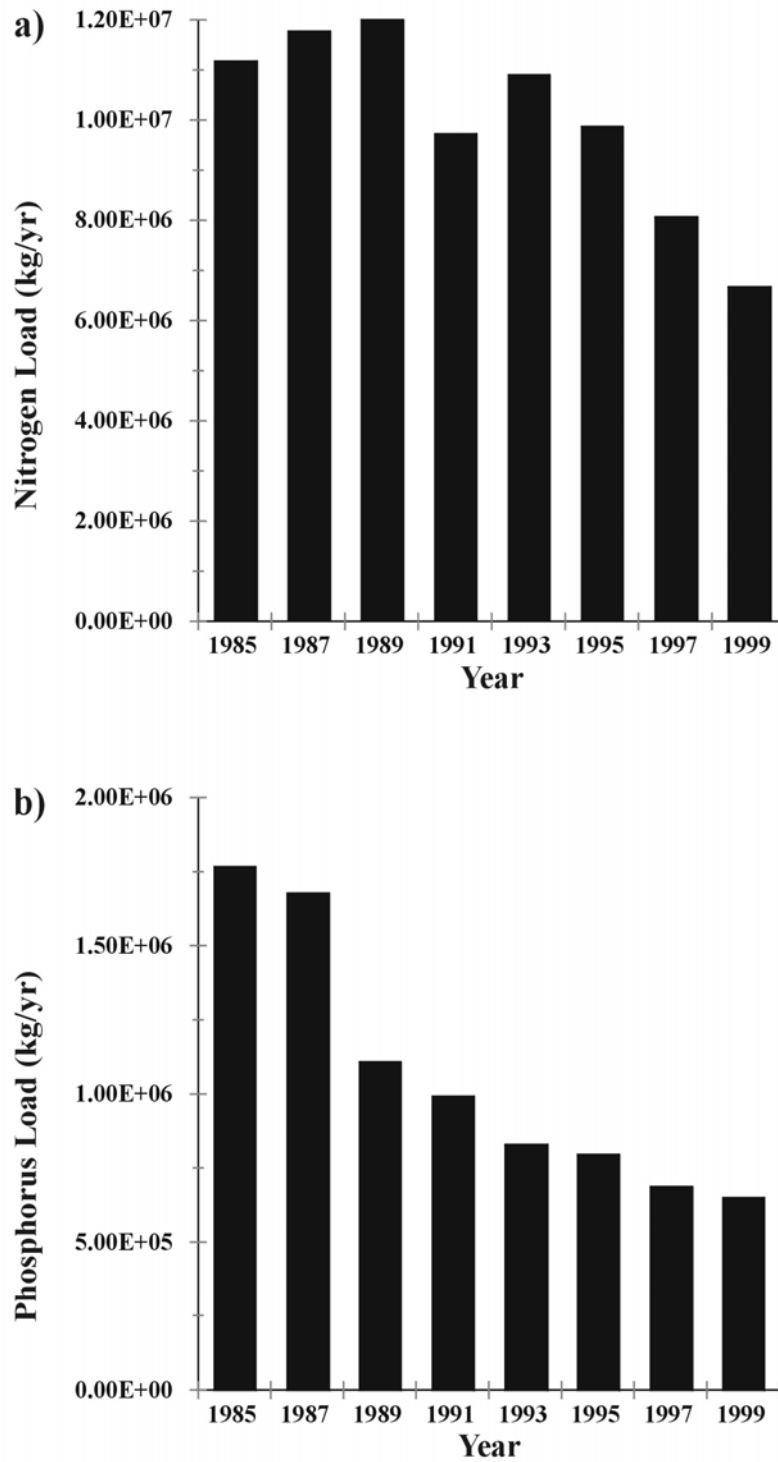 a)
1.20E+07
1.00E+07
8.00E+06
6.00E+06
4.00E+06
2.00E+06
0.00E+00
Nitrogen Load (kg/yr)
1985 1987 1989 1991 1993 1995 1997 1999
Year
b)
2.00E+06
1.50E+06
1.00E+06
5.00E+05
0.00E+00
Phosphorus Load (kg/yr)
1985 1987 1989 1991 1993 1995 1997 1999
Year